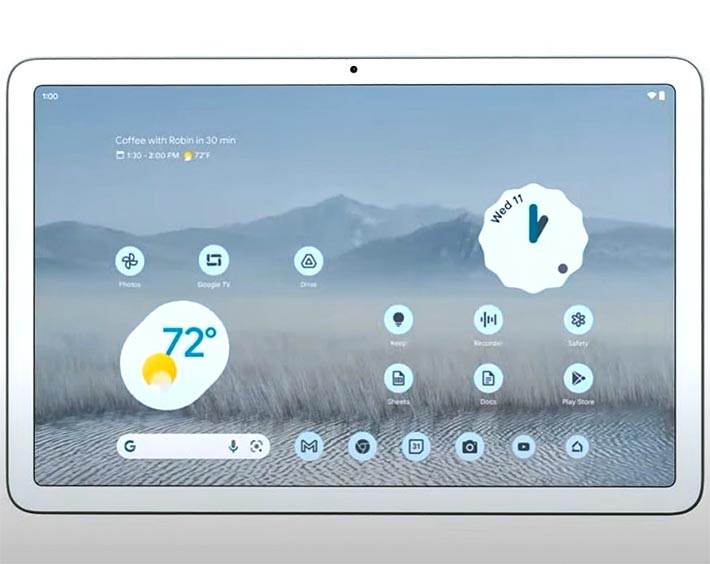 1:00
Coffee with Robin in 30 min
1:30 - 2:00 PM 72°F
Wed 11
Photos
Google TV
Drive
72°
Keep
Recorder
Safety
Sheets
Docs
Play Store
G
31